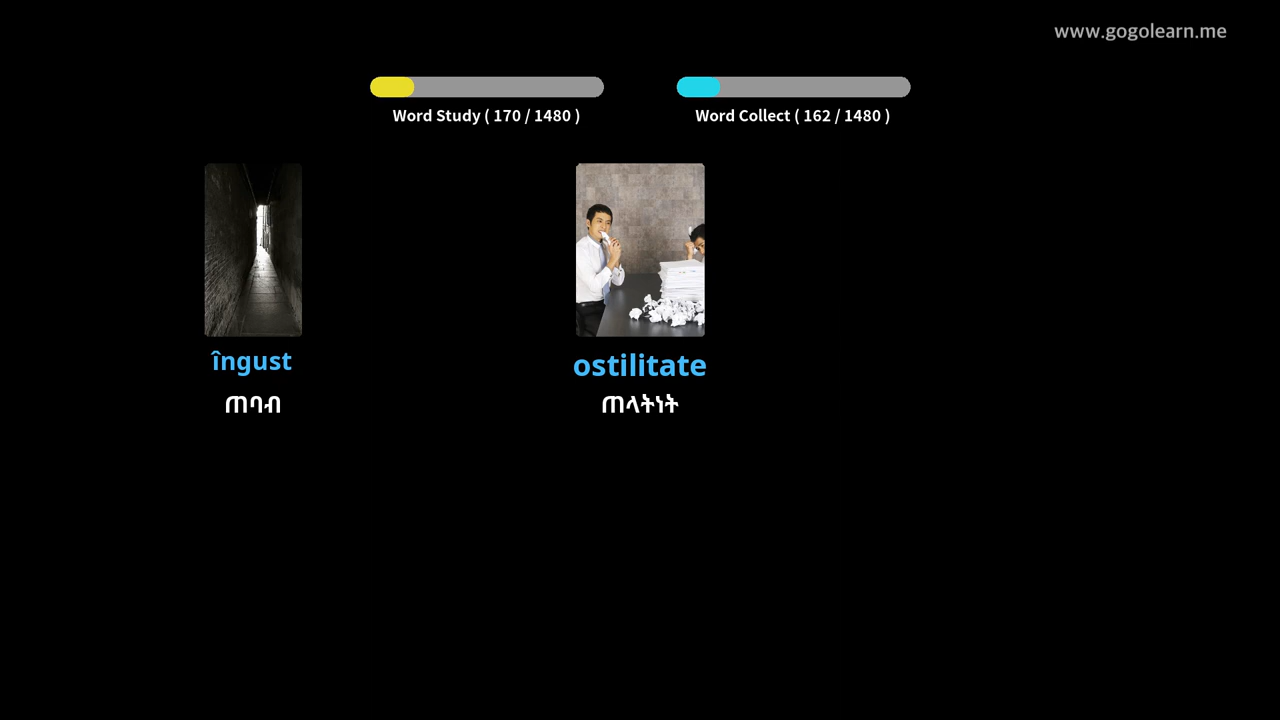 www.gogolearn.me
Word Study ( 170 / 1480 )
Word Collect ( 162 / 1480 )
îngust
ጠባብ
ostilitate
ጠላትነት